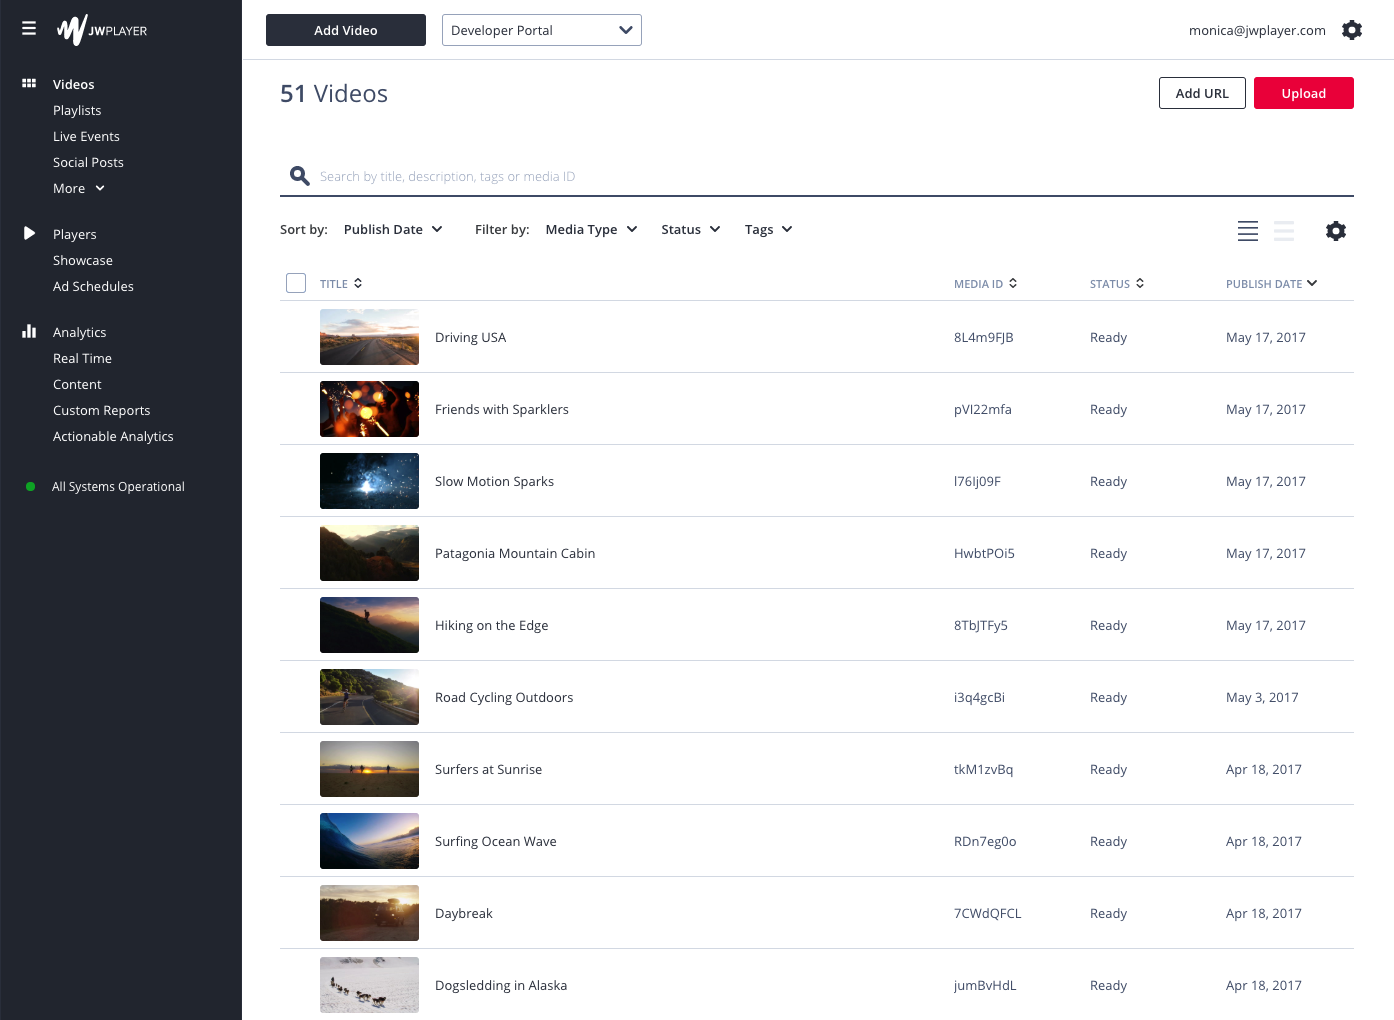 JWPLAYER
Add Video
Developer Portal
monica@jwplayer.com
Videos
Playlists
Live Events
Social Posts
More
Players
Showcase
Ad Schedules
Analytics
Real Time
Content
Custom Reports
Actionable Analytics
All Systems Operational
51 Videos
Add URL
Upload
Search by title, description, tags or media ID
Sort by: Publish Date Filter by: Media Type Status Tags
TITLE MEDIA ID STATUS PUBLISH DATE
Driving USA 8L4m9FJB Ready May 17, 2017
Friends with Sparklers pVI22mfa Ready May 17, 2017
Slow Motion Sparks l76Ij09F Ready May 17, 2017
Patagonia Mountain Cabin HwbtPOi5 Ready May 17, 2017
Hiking on the Edge 8TbJTFy5 Ready May 17, 2017
Road Cycling Outdoors i3q4gcBi Ready May 3, 2017
Surfers at Sunrise tkM1zvBq Ready Apr 18, 2017
Surfing Ocean Wave RDn7eg0o Ready Apr 18, 2017
Daybreak 7CWdQFCL Ready Apr 18, 2017
Dogsledding in Alaska jumBvHdL Ready Apr 18, 2017